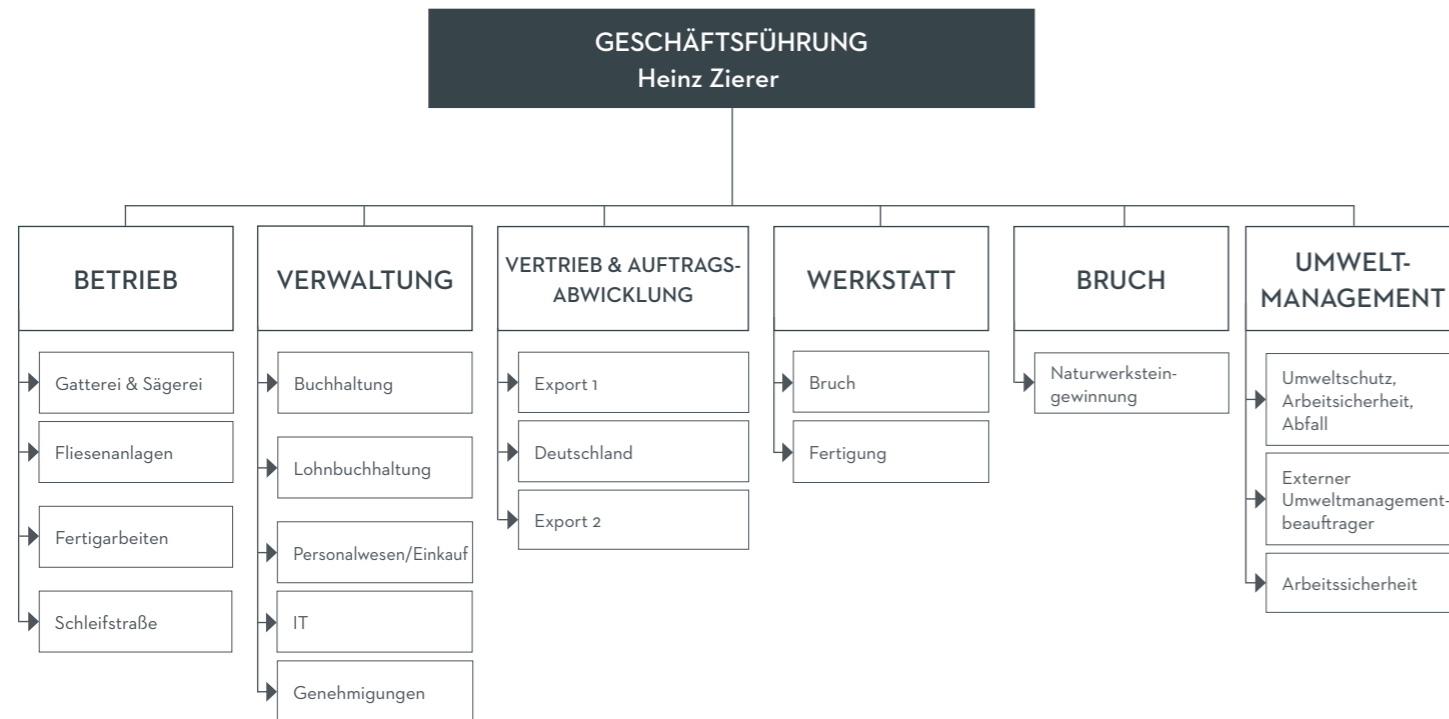 GESCHÄFTSFÜHRUNG
Heinz Zierer
BETRIEB
Gatterei & Sägerei
Fliesenanlagen
Fertigarbeiten
Schleifstraße
VERWALTUNG
Buchhaltung
Lohnbuchhaltung
Personalwesen/Einkauf
IT
Genehmigungen
VERTRIEB & AUFTRAGS-
ABWICKLUNG
Export 1
Deutschland
Export 2
WERKSTATT
Bruch
Fertigung
BRUCH
Naturwerkstein-
gewinnung
UMWELT-
MANAGEMENT
Umweltschutz,
Arbeitsicherheit,
Abfall
Externer
Umweltmanagement-
beauftrager
Arbeitssicherheit